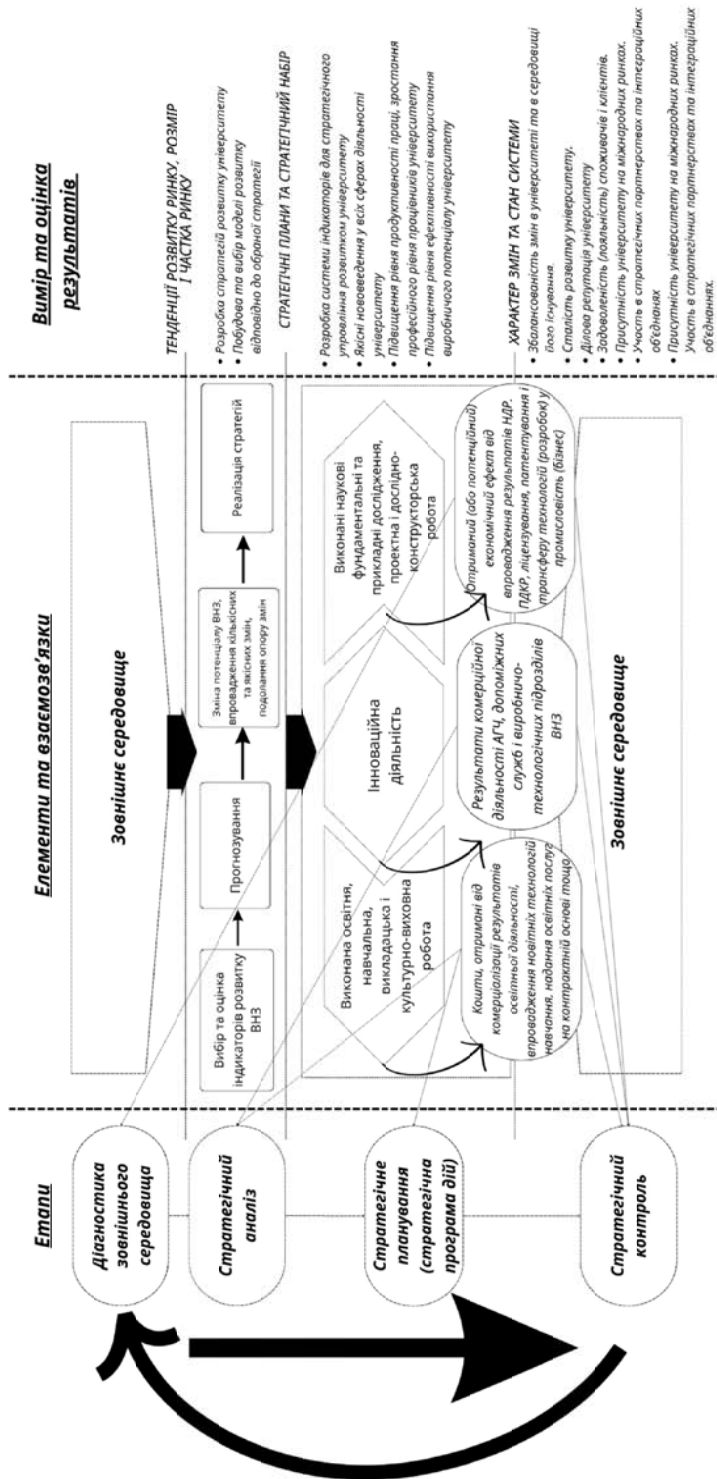 Етапи
Елементи та взаємозв'язки
Вимір та оцінка
результатів
Діагностика
зовнішнього
середовища
Зовнішнє середовище
ТЕНДЕНЦІЇ РОЗВИТКУ РИНКУ, РОЗМІР
І ЧАСТКА РИНКУ
Стратегічний
аналіз
Вибір та оцінка
індикаторів розвитку
ВНЗ
Прогнозування
Зміна потенціалу ВНЗ,
впровадження кількісних
та якісних змін,
подолання опору змін
Реалізація стратегій
• Розробка стратегій розвитку університету
• Побудова та вибір моделі розвитку
відповідно до обраної стратегії
СТРАТЕГІЧНІ ПЛАНИ ТА СТРАТЕГІЧНИЙ НАБІР
Стратегічне
планування
(стратегічна
програма дій)
Виконана освітня,
навчальна,
викладацька і
культурно-виховна
робота
Інноваційна
діяльність
Виконані наукові
фундаментальні та
прикладні дослідження,
проектна і дослідно-
конструкторська
робота
• Розробка системи індикаторів для стратегічного
управління розвитком університету
• Якісні нововведення у всіх сферах діяльності
університету
• Підвищення рівня продуктивності праці, зростання
професійного рівня працівників університету
• Підвищення рівня ефективності використання
виробничого потенціалу університету
Кошти, отримані від
комерціалізації результатів
освітньої діяльності,
впровадження новітніх технологій
навчання, надання освітніх послуг
на контрактній основі тощо
Результати комерційної
діяльності АГЧ, допоміжних
служб і виробничо-
технологічних підрозділів
ВНЗ
Отриманий (або потенційний)
економічний ефект від
впровадження результатів НДР,
ПДКР, ліцензування, патентування і
трансферу технологій (розробок) у
промисловість (бізнес)
ХАРАКТЕР ЗМІН ТА СТАН СИСТЕМИ
• Збалансованість змін в університеті та в середовищі
його існування.
• Сталість розвитку університету.
• Ділова репутація університету
• Задоволеність (лояльність) споживачів і клієнтів.
• Присутність університету на міжнародних ринках.
• Участь в стратегічних партнерствах та інтеграційних
об'єднанях
• Присутність університету на міжнародних ринках.
Участь в стратегічних партнерствах та інтеграційних
об'єднаннях.
Стратегічний
контроль
Зовнішнє середовище